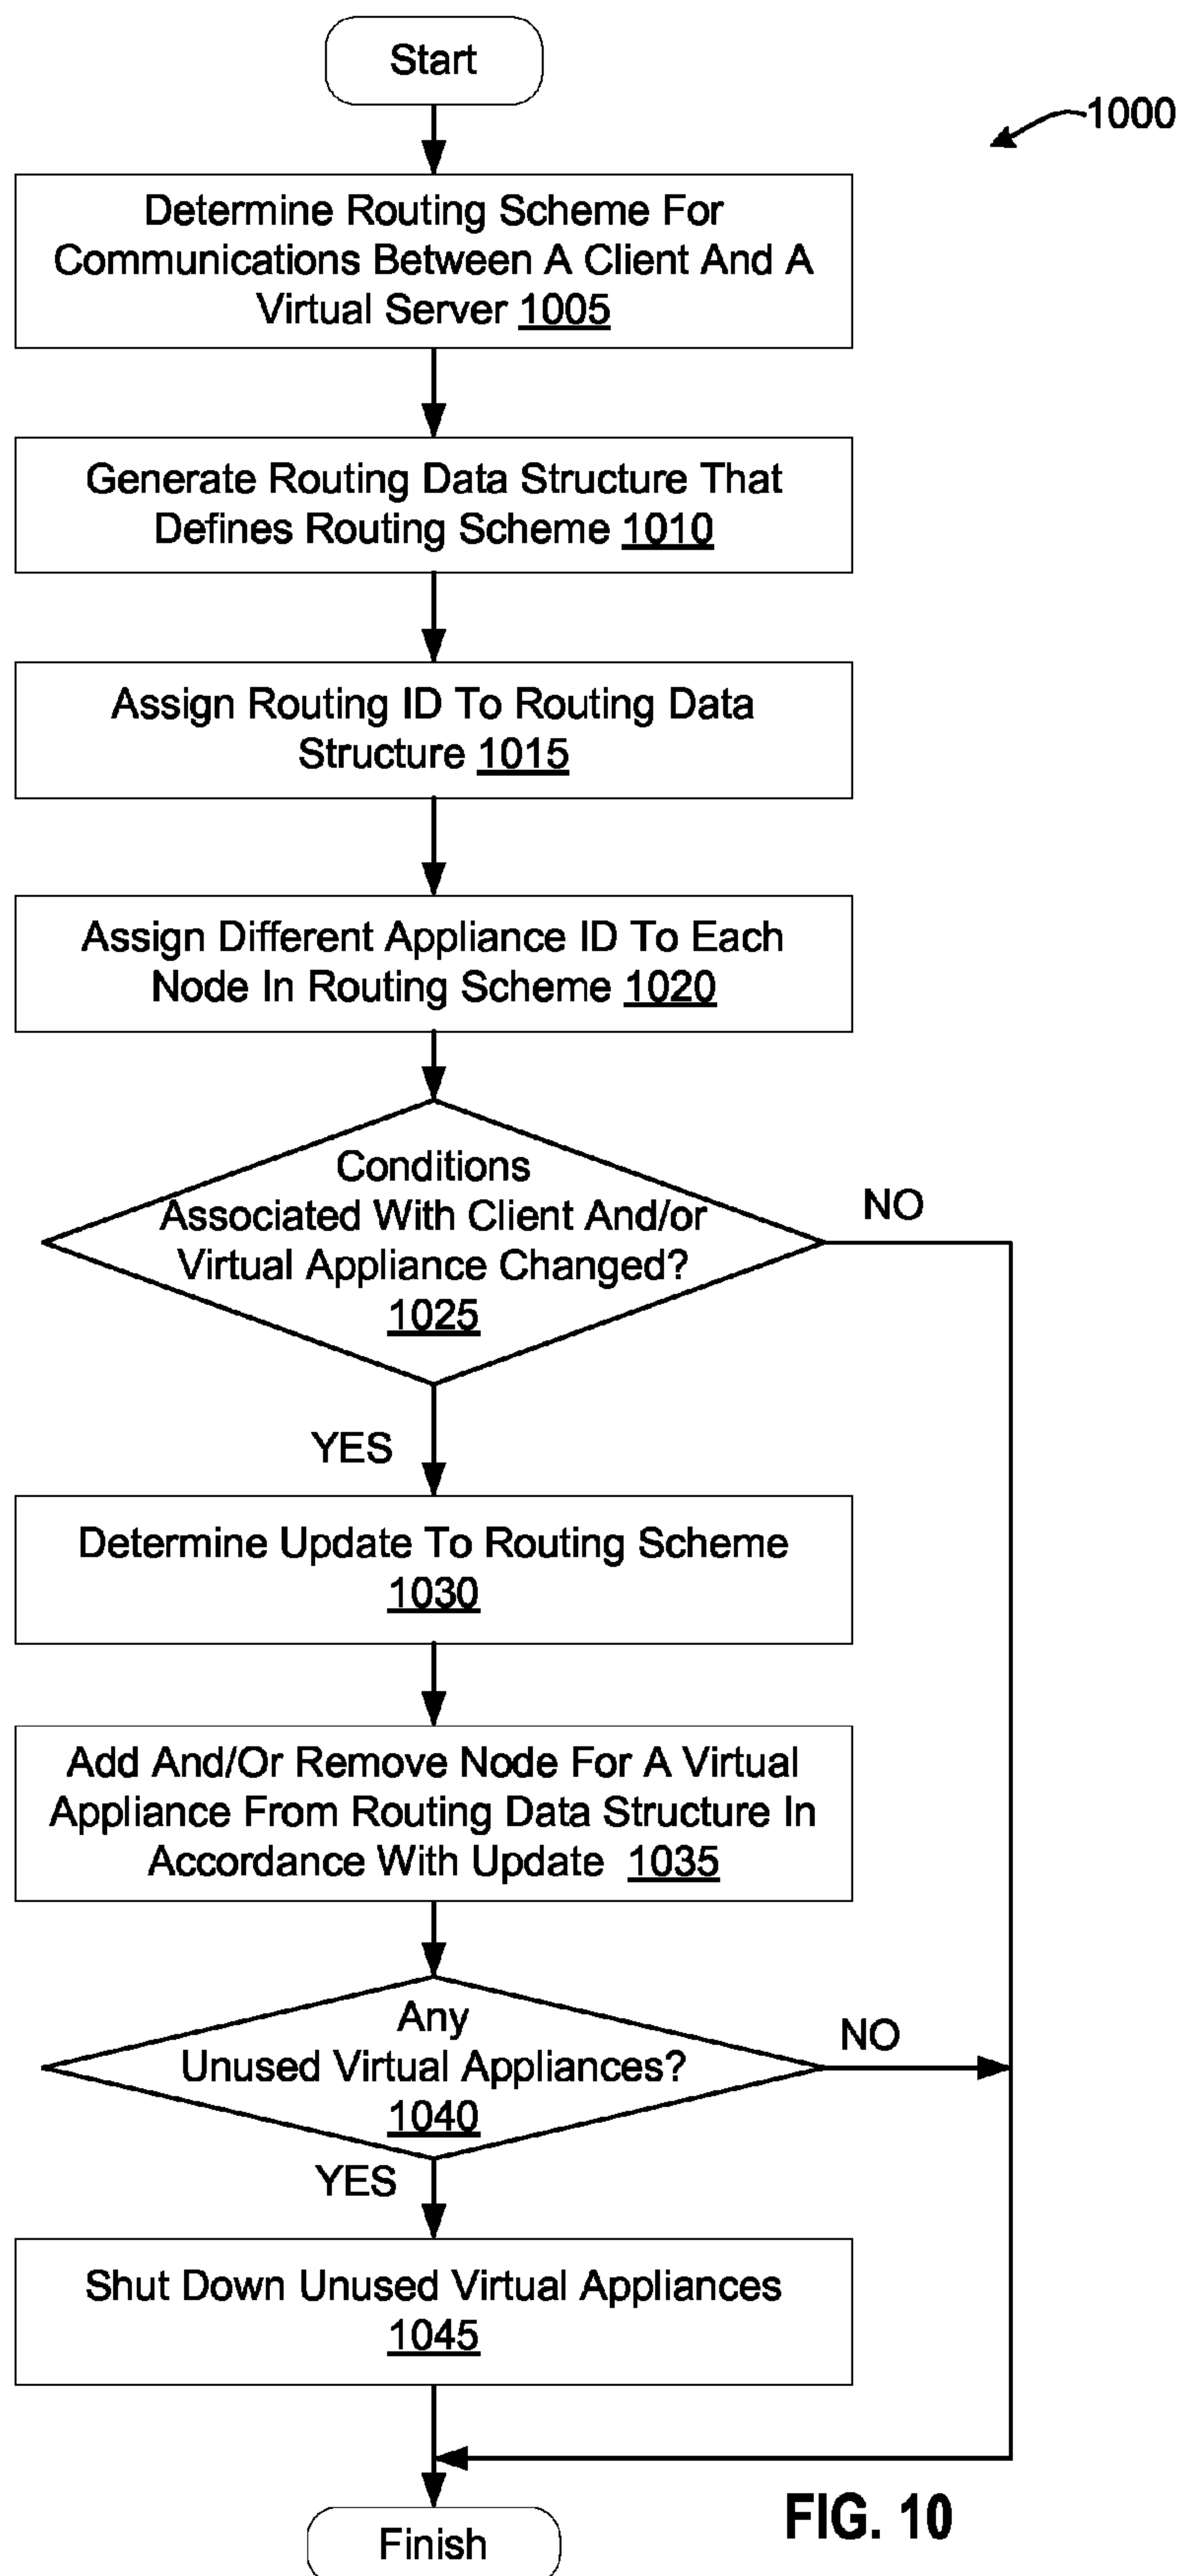 Start
1000
Determine Routing Scheme For
Communications Between A Client And A
Virtual Server 1005
Generate Routing Data Structure That
Defines Routing Scheme 1010
Assign Routing ID To Routing Data
Structure 1015
Assign Different Appliance ID To Each
Node In Routing Scheme 1020
Conditions
Associated With Client And/or
Virtual Appliance Changed?
1025
NO
YES
Determine Update To Routing Scheme
1030
Add And/Or Remove Node For A Virtual
Appliance From Routing Data Structure In
Accordance With Update 1035
Any
Unused Virtual Appliances?
1040
NO
YES
Shut Down Unused Virtual Appliances
1045
FIG. 10
Finish